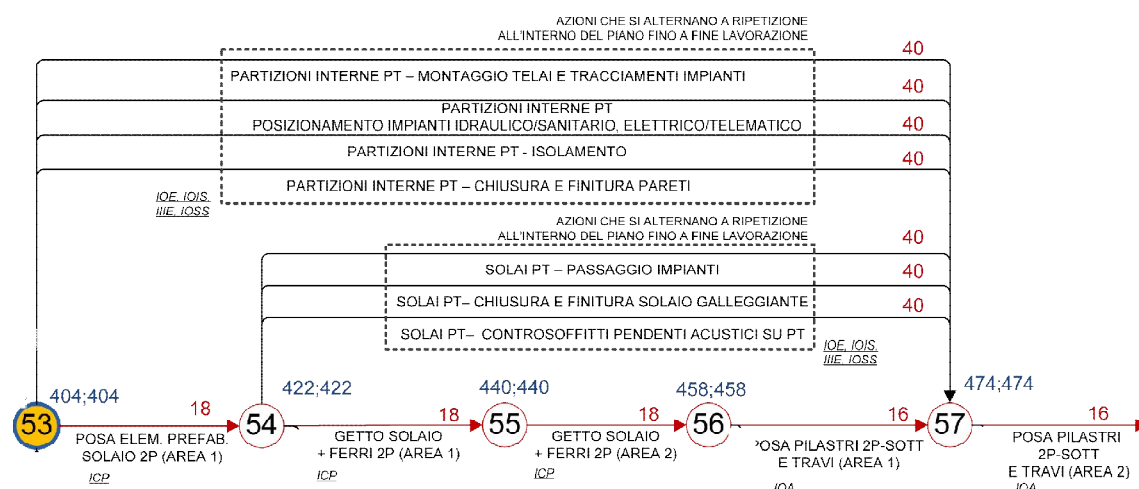 AZIONI CHE SI ALTERNANO A RIPETIZIONE
ALL'INTERNO DEL PIANO FINO A FINE LAVORAZIONE
40
PARTIZIONI INTERNE PT – MONTAGGIO TELAI E TRACCIAMENTI IMPIANTI
40
PARTIZIONI INTERNE PT
POSIZIONAMENTO IMPIANTI IDRAULICO/SANITARIO, ELETTRICO/TELEMATICO
40
PARTIZIONI INTERNE PT - ISOLAMENTO
40
PARTIZIONI INTERNE PT – CHIUSURA E FINITURA PARETI
IOE, IOIS.
IIIE, IOSS
AZIONI CHE SI ALTERNANO A RIPETIZIONE
ALL'INTERNO DEL PIANO FINO A FINE LAVORAZIONE
40
SOLAI PT – PASSAGGIO IMPIANTI
40
SOLAI PT– CHIUSURA E FINITURA SOLAIO GALLEGGIANTE
40
SOLAI PT– CONTROSOFFITTI PENDENTI ACUSTICI SU PT
IOE, IOIS.
IIIE, IOSS
404;404
422;422
440;440
458;458
474;474
53
18
54
18
55
18
56
16
57
16
POSA ELEM. PREFAB.
SOLAIO 2P (AREA 1)
ICP
GETTO SOLAIO
+ FERRI 2P (AREA 1)
ICP
GETTO SOLAIO
+ FERRI 2P (AREA 2)
ICP
POSA PILASTRI 2P-SOTT
E TRAVI (AREA 1)
IOA
POSA PILASTRI
2P-SOTT
E TRAVI (AREA 2)
IOA